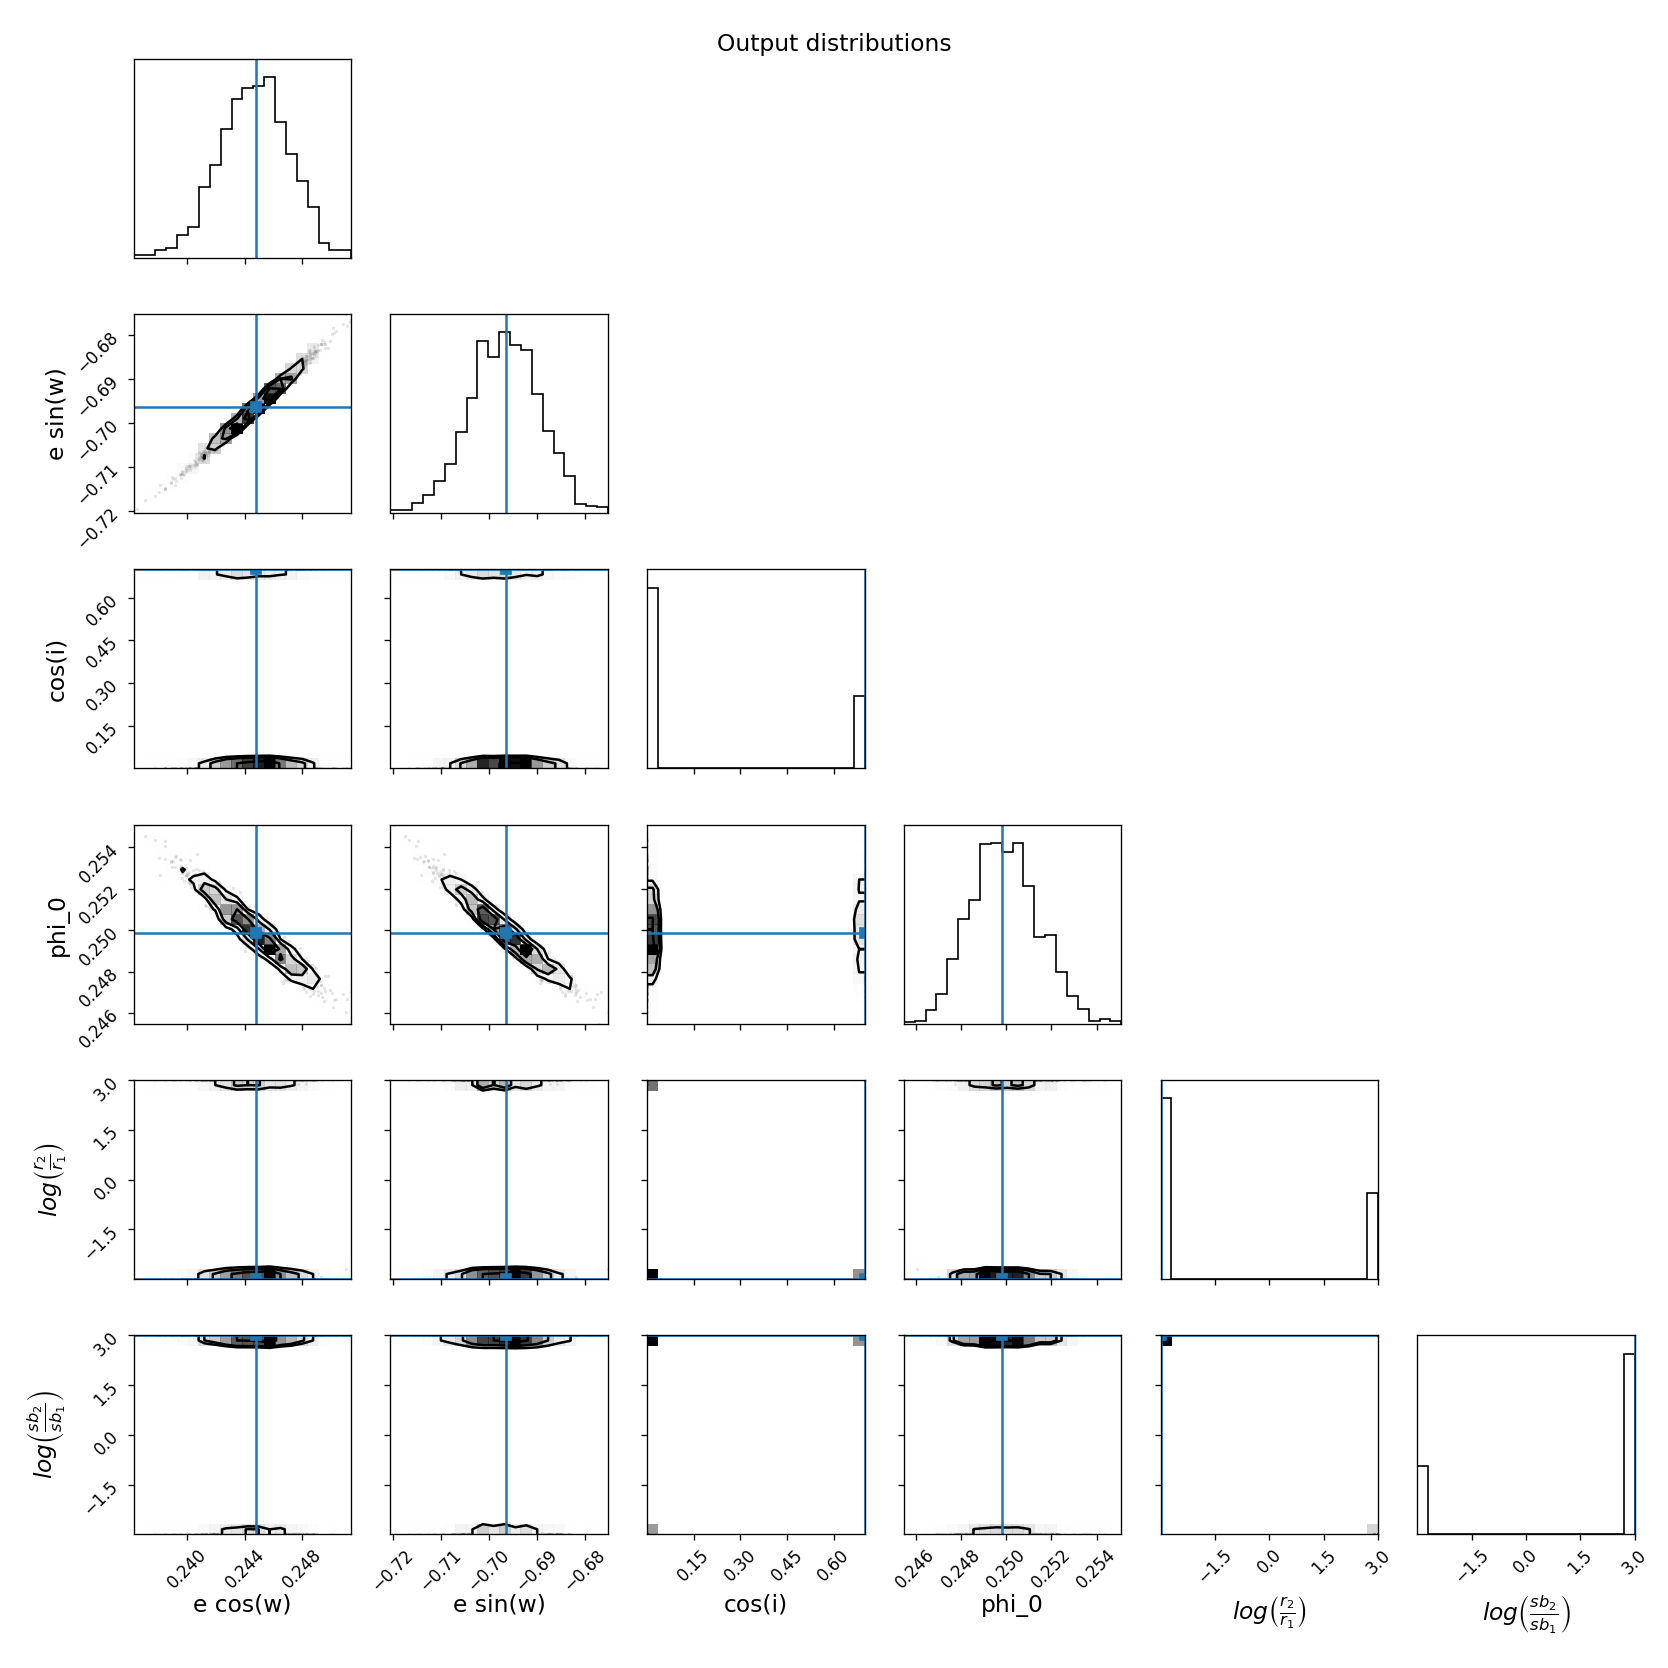 Output distributions
−0.68
−0.69
−0.70
−0.71
−0.72
e sin(w)
0.60
0.45
0.30
0.15
cos(i)
0.254
0.252
0.250
0.248
0.246
phi_0
3.0
1.5
0.0
−1.5
log(r2/r1)
3.0
1.5
0.0
−1.5
log(sb2/sb1)
0.240 0.244 0.248
−0.72 −0.71 −0.70 −0.69 −0.68
0.15 0.30 0.45 0.60
0.246 0.248 0.250 0.252 0.254
−1.5 0.0 1.5 3.0
−1.5 0.0 1.5 3.0
e cos(w)
e sin(w)
cos(i)
phi_0
log(r2/r1)
log(sb2/sb1)